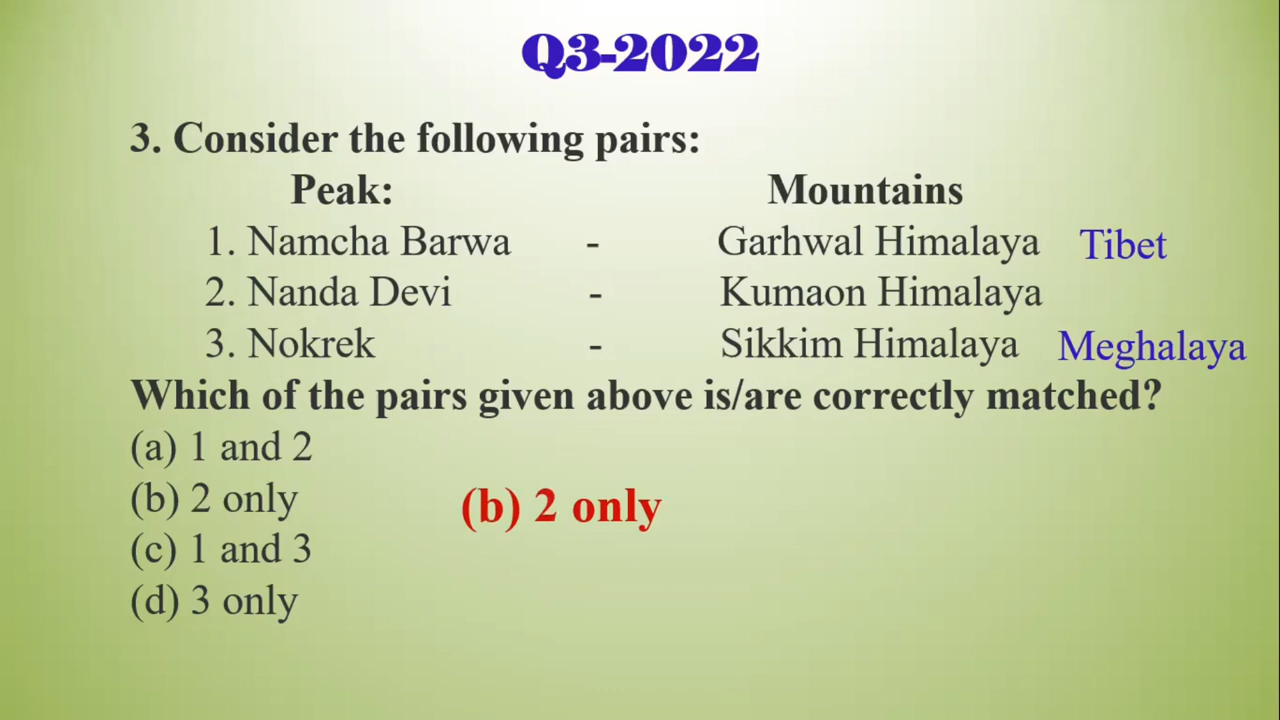 Q3-2022
3. Consider the following pairs:
Peak: Mountains
1. Namcha Barwa - Garhwal Himalaya Tibet
2. Nanda Devi - Kumaon Himalaya
3. Nokrek - Sikkim Himalaya Meghalaya
Which of the pairs given above is/are correctly matched?
(a) 1 and 2
(b) 2 only (b) 2 only
(c) 1 and 3
(d) 3 only